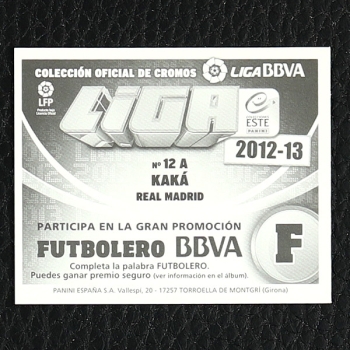 COLECCIÓN OFICIAL DE CROMOS LIGA BBVA
LFP
LIGA
ESTE
PANINI
2012-13
Nº 12 A
KAKÁ
REAL MADRID
PARTICIPA EN LA GRAN PROMOCIÓN
FUTBOLERO BBVA
F
Completa la palabra FUTBOLERO.
Puedes ganar premio seguro (ver información en el álbum).
PANINI ESPAÑA S.A. Vallespí, 20 - 17257 TORROELLA DE MONTGRÍ (Girona)